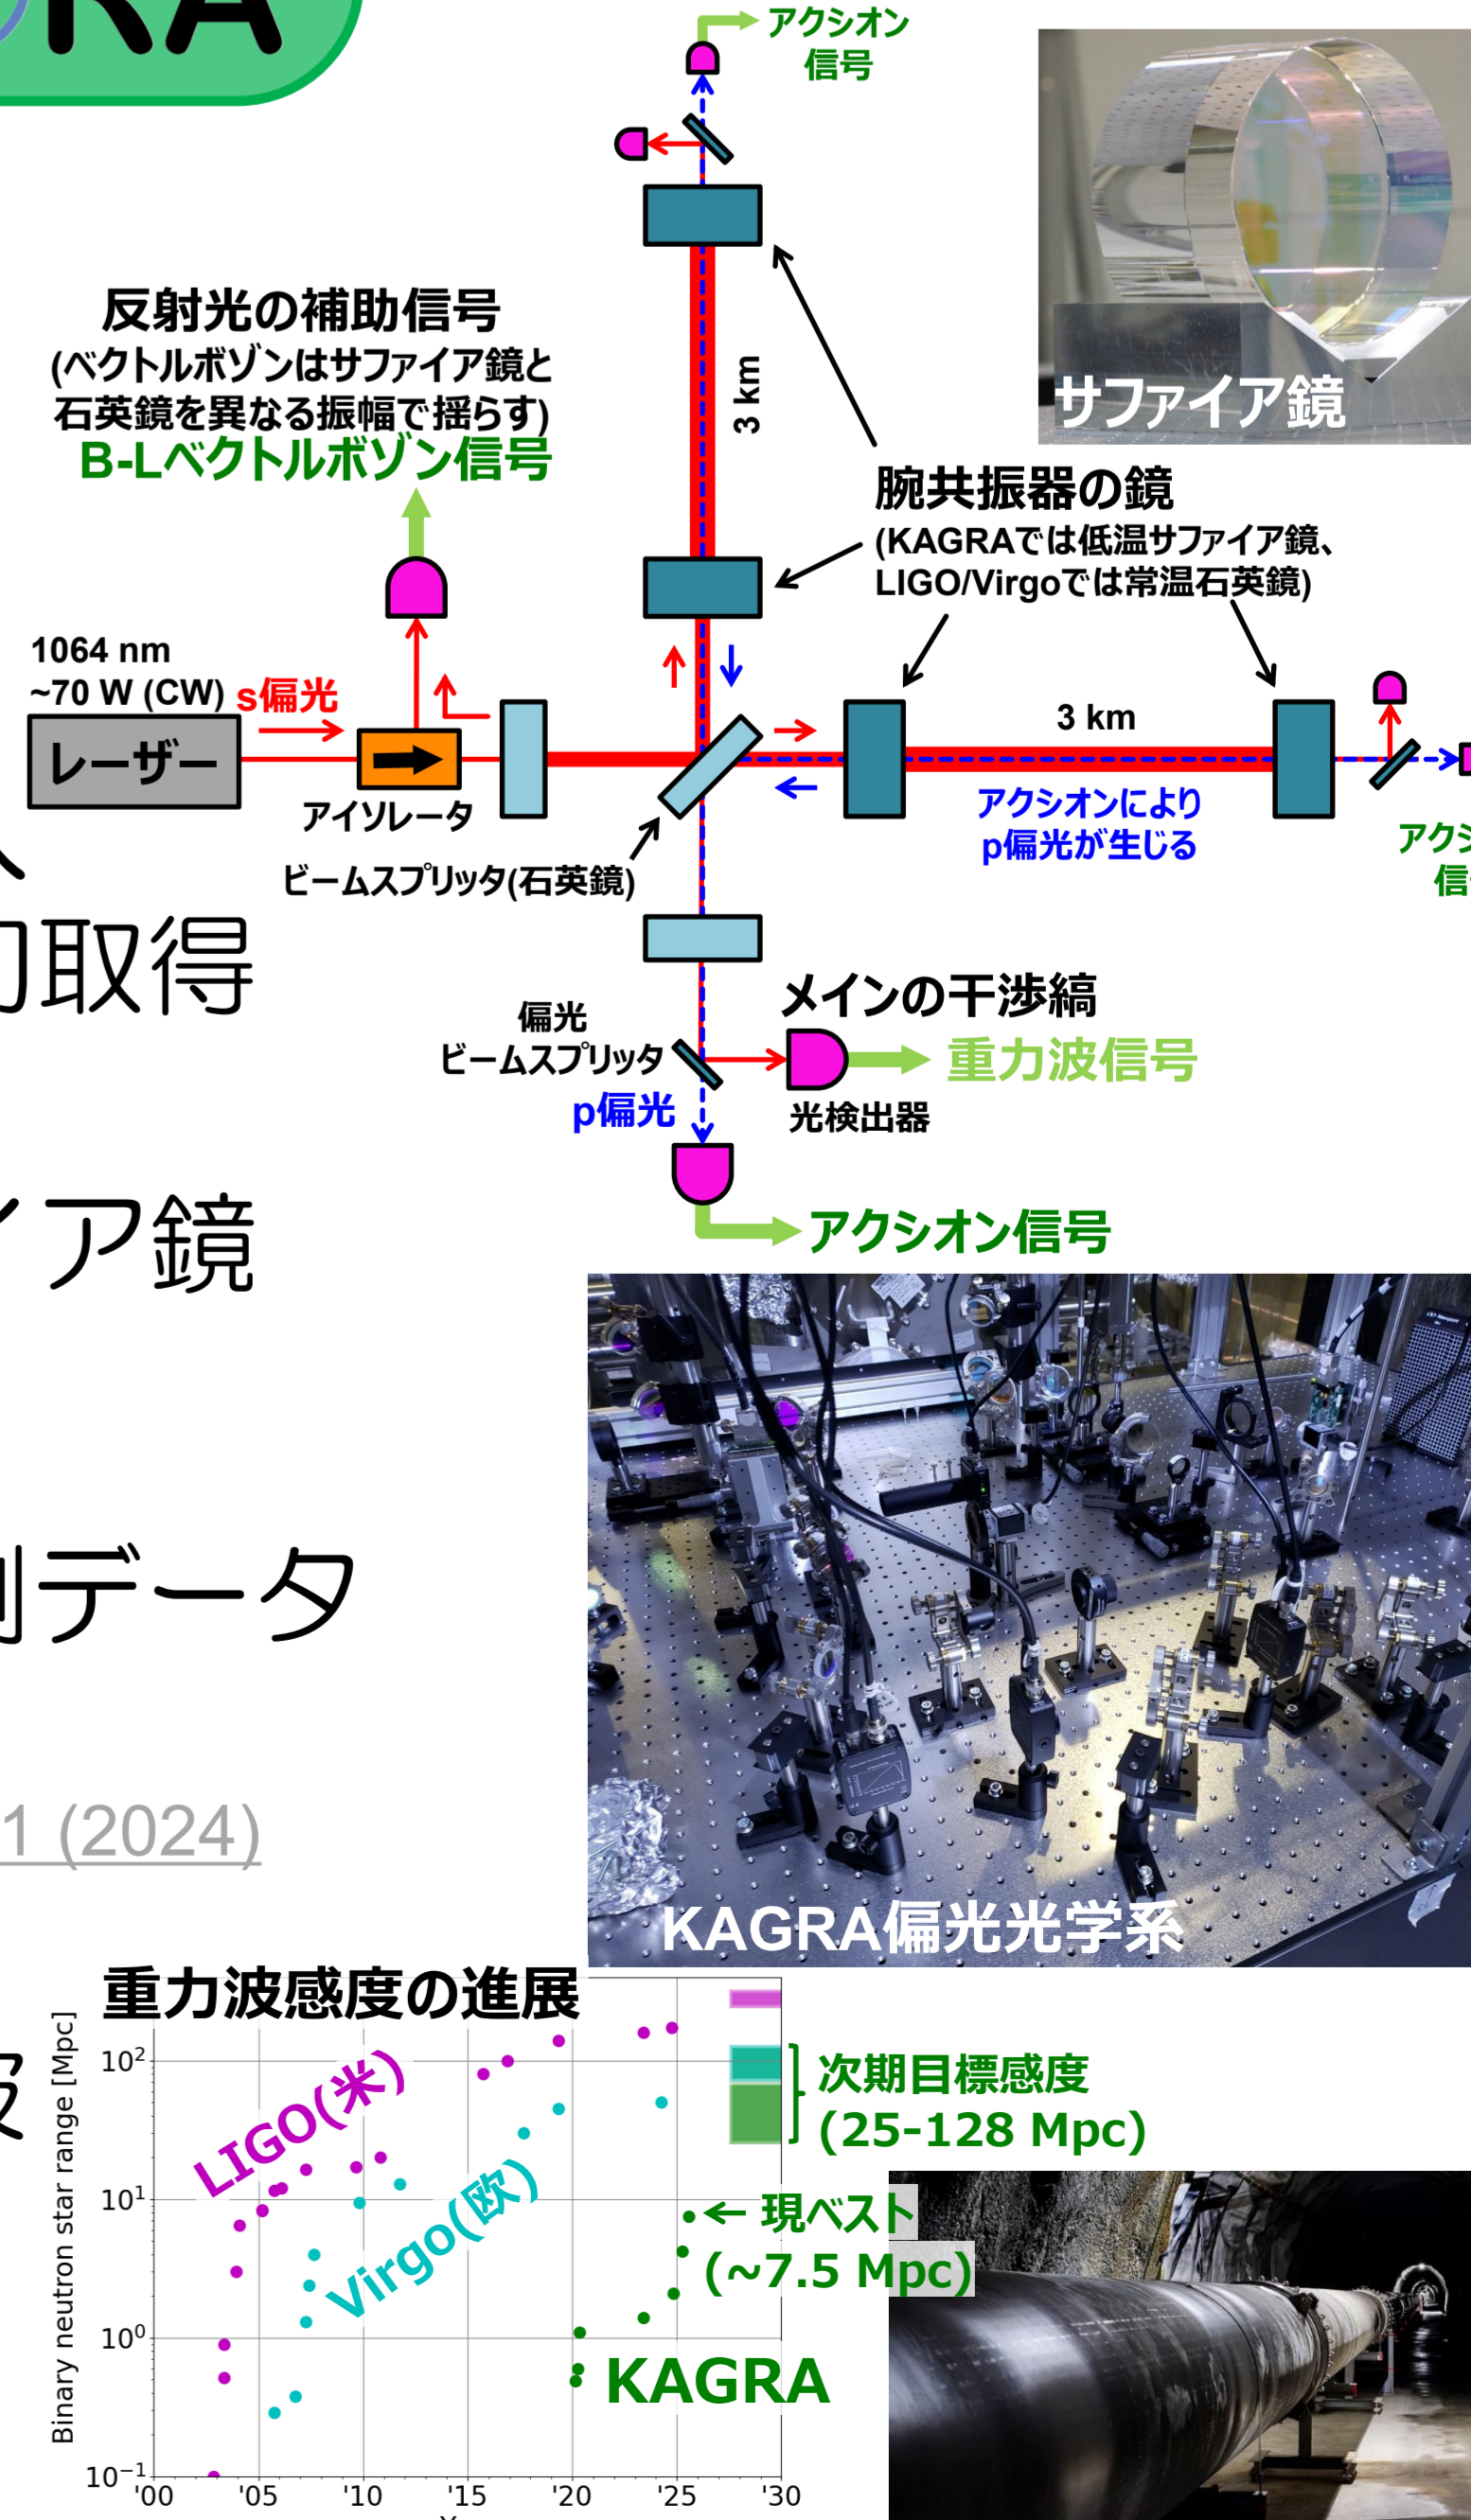 RA
アクシオン
信号
サファイア鏡
反射光の補助信号
(ベクトルボゾンはサファイア鏡と
石英鏡を異なる振幅で揺らす)
B-Lベクトルボゾン信号
3 km
腕共振器の鏡
(KAGRAでは低温サファイア鏡、
LIGO/Virgoでは常温石英鏡)
1064 nm
~70 W (CW)
s偏光
レーザー
アイソレータ
3 km
アクシオンにより
p偏光が生じる
アク
信
ビームスプリッタ(石英鏡)
取得
偏光
ビームスプリッタ
p偏光
メインの干渉縞
重力波信号
光検出器
アクシオン信号
ア鏡
データ
1 (2024)
KAGRA偏光光学系
重力波感度の進展
Binary neutron star range [Mpc]
10²
10¹
10⁰
10⁻¹
'00
'05
'10
'15
'20
'25
'30
LIGO(米)
Virgo(欧)
KAGRA
次期目標感度
(25-128 Mpc)
← 現ベスト
(~7.5 Mpc)